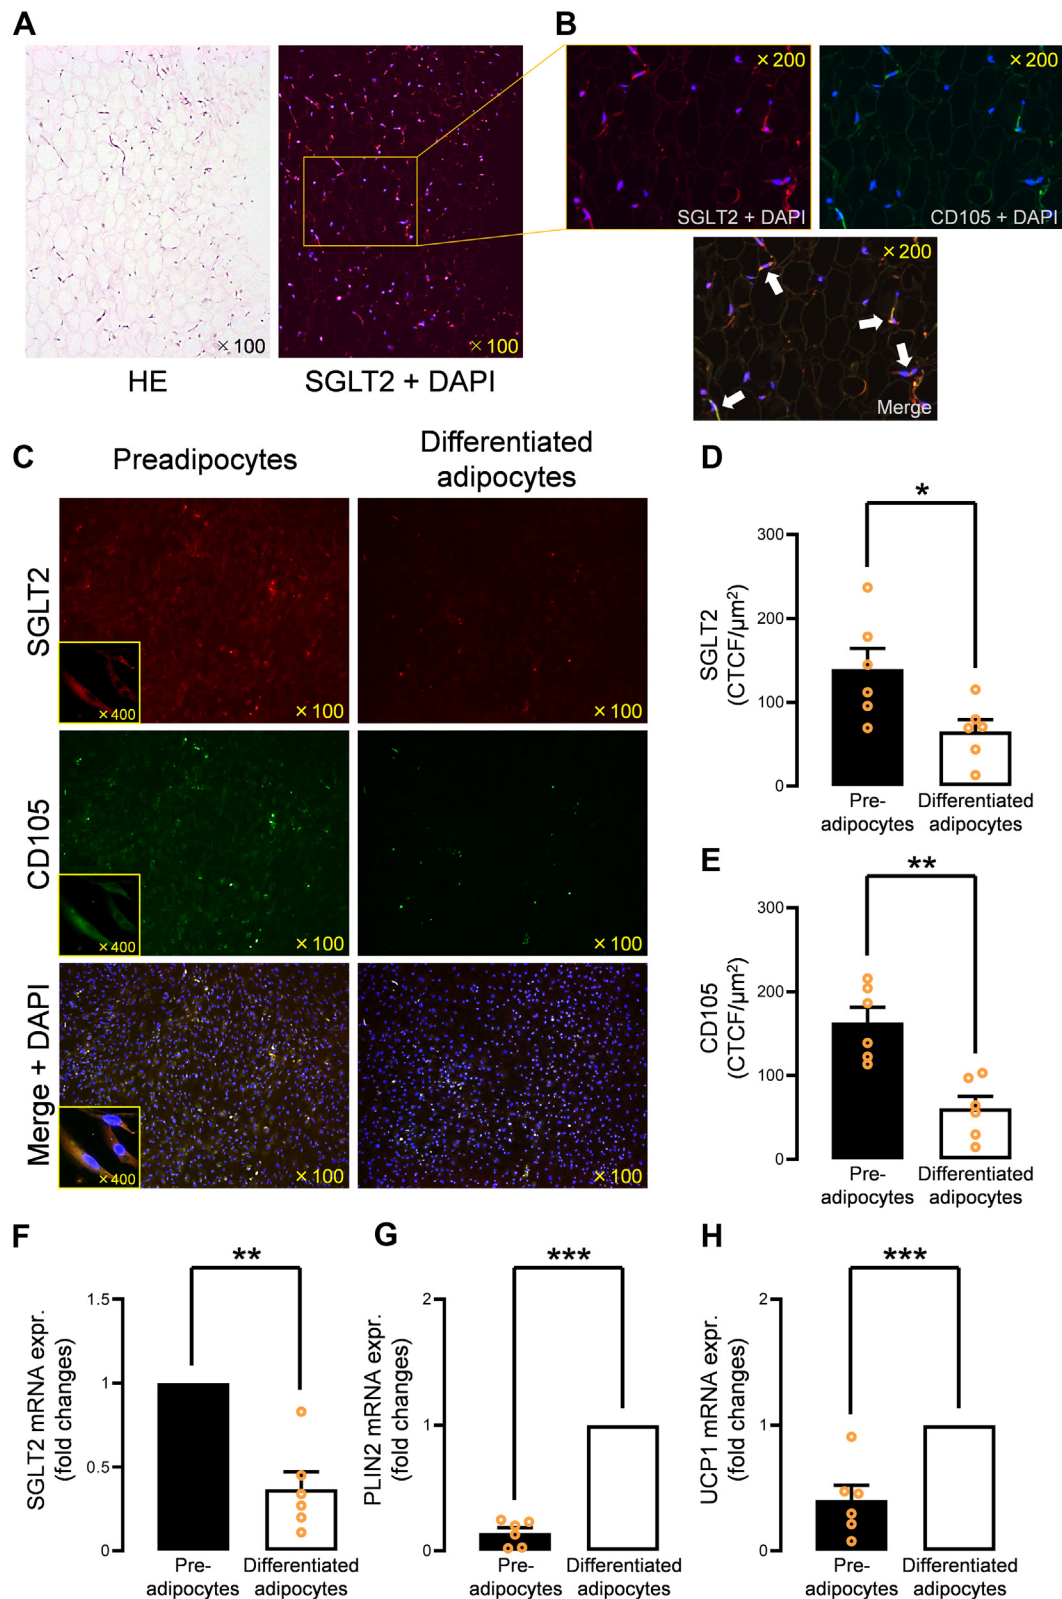 A
B
× 100
HE
× 100
SGLT2 + DAPI
× 200
SGLT2 + DAPI
× 200
CD105 + DAPI
× 200
Merge
C
Preadipocytes
Differentiated
adipocytes
SGLT2
× 400
× 100
× 100
CD105
× 400
× 100
× 100
Merge + DAPI
× 400
× 100
× 100
D
*
SGLT2
(CTCF/µm²)
300
200
100
0
Pre-
adipocytes
Differentiated
adipocytes
E
**
CD105
(CTCF/µm²)
300
200
100
0
Pre-
adipocytes
Differentiated
adipocytes
F
**
SGLT2 mRNA expr.
(fold changes)
1.5
1
0.5
0
Pre-
adipocytes
Differentiated
adipocytes
G
***
PLIN2 mRNA expr.
(fold changes)
2
1
0
Pre-
adipocytes
Differentiated
adipocytes
H
***
UCP1 mRNA expr.
(fold changes)
2
1
0
Pre-
adipocytes
Differentiated
adipocytes